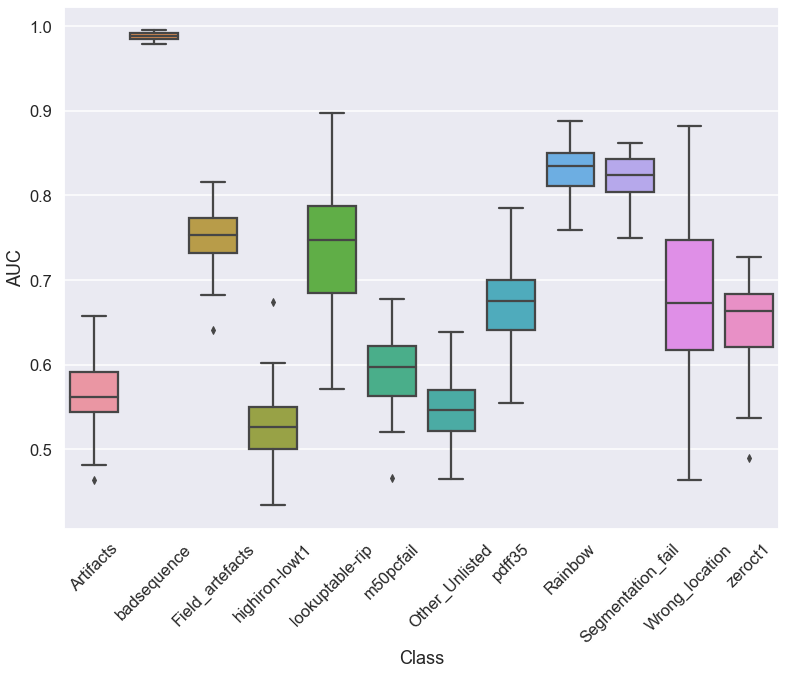 1.0
0.9
0.8
0.7
0.6
0.5
AUC
Artifacts
badsequence
Field_artefacts
highiron-lowt1
lookuptable-rip
m50pcfail
Other_Unlisted
pdff35
Rainbow
Segmentation_fail
Wrong_location
zeroct1
Class